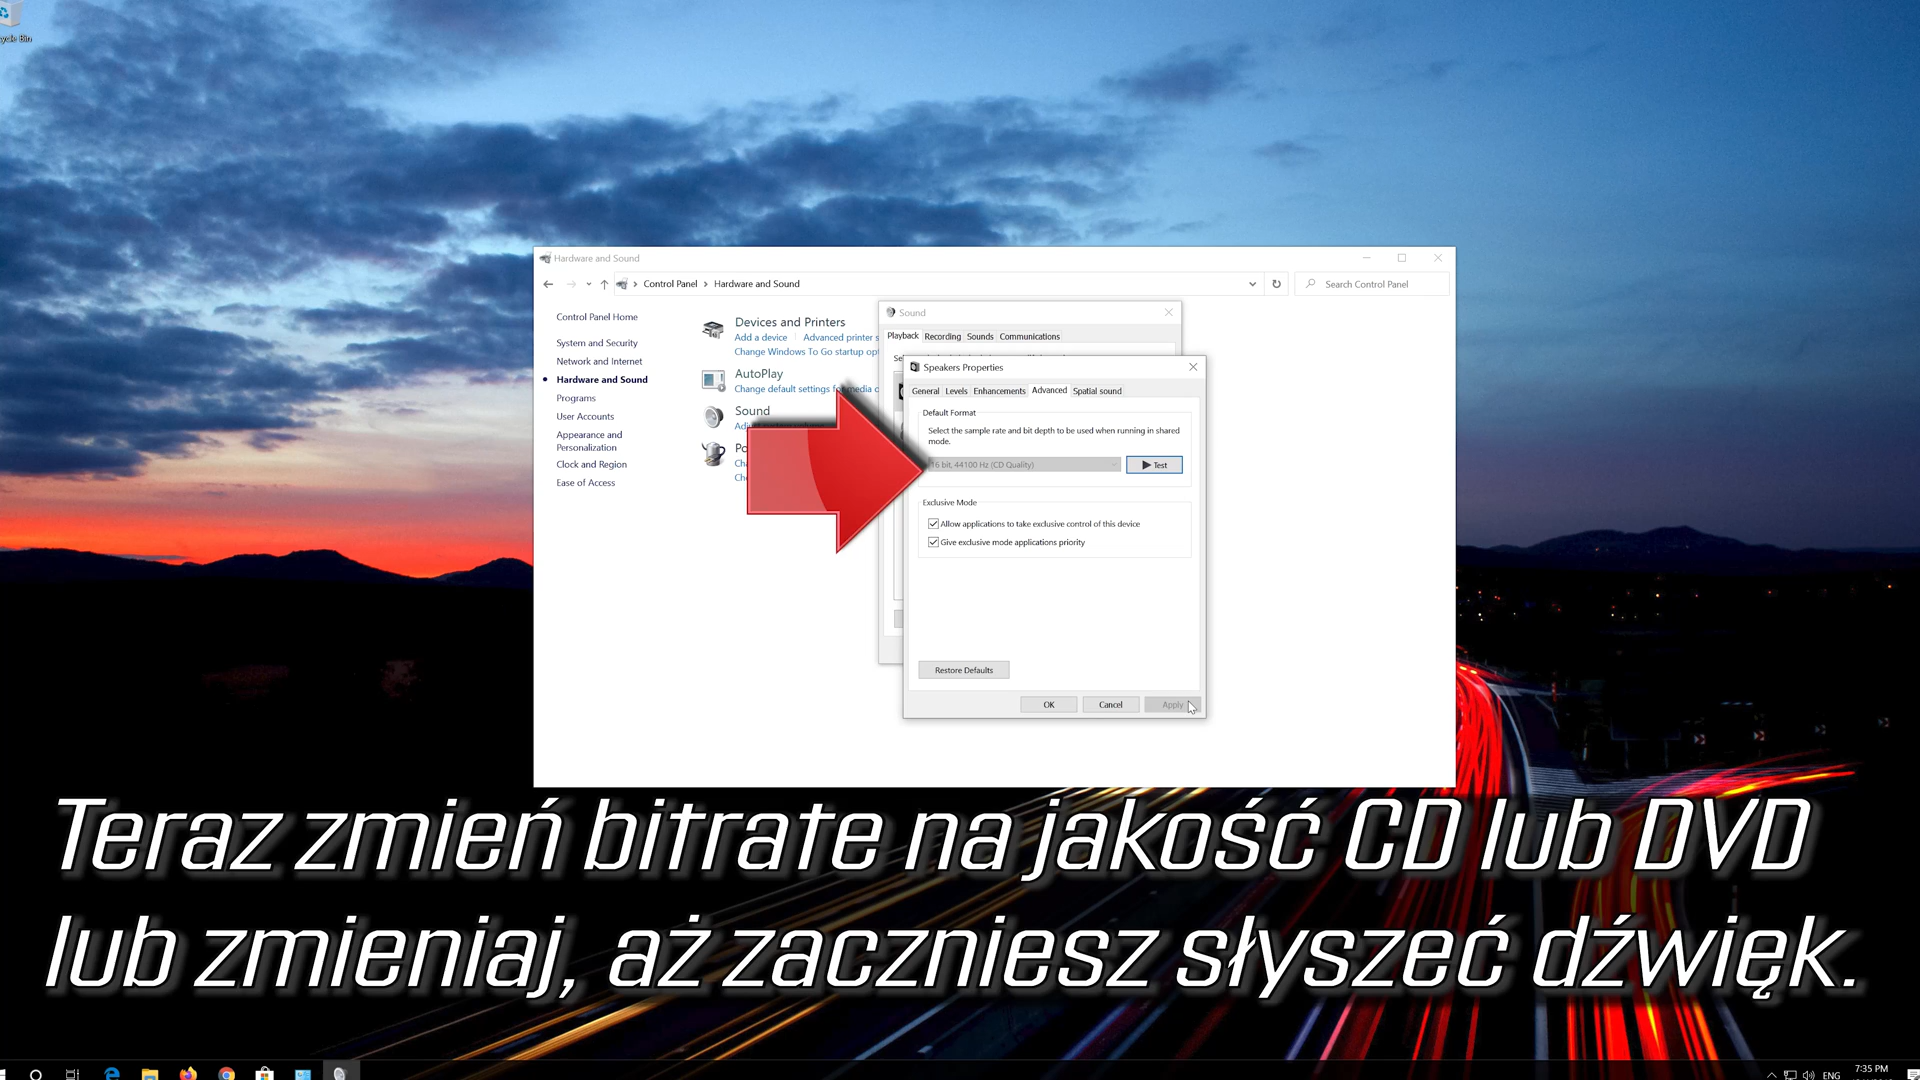 Hardware and Sound
Control Panel > Hardware and Sound
Search Control Panel
Control Panel Home
System and Security
Network and Internet
Hardware and Sound
Programs
User Accounts
Appearance and
Personalization
Clock and Region
Ease of Access
Devices and Printers
Add a device
Advanced printer
Change Windows To Go startup
AutoPlay
Change default settings
Sound
Sound
Playback Recording Sounds Communications
Speakers Properties
General Levels Enhancements Advanced Spatial sound
Default Format
Select the sample rate and bit depth to be used when running in shared
mode.
16 bit, 44100 Hz (CD Quality)
Test
Exclusive Mode
Allow applications to take exclusive control of this device
Give exclusive mode applications priority
Restore Defaults
OK Cancel Apply
Teraz zmień bitrate na jakość CD lub DVD
lub zmieniaj, aż zaczniesz słyszeć dźwięk.
ENG
7:35 PM